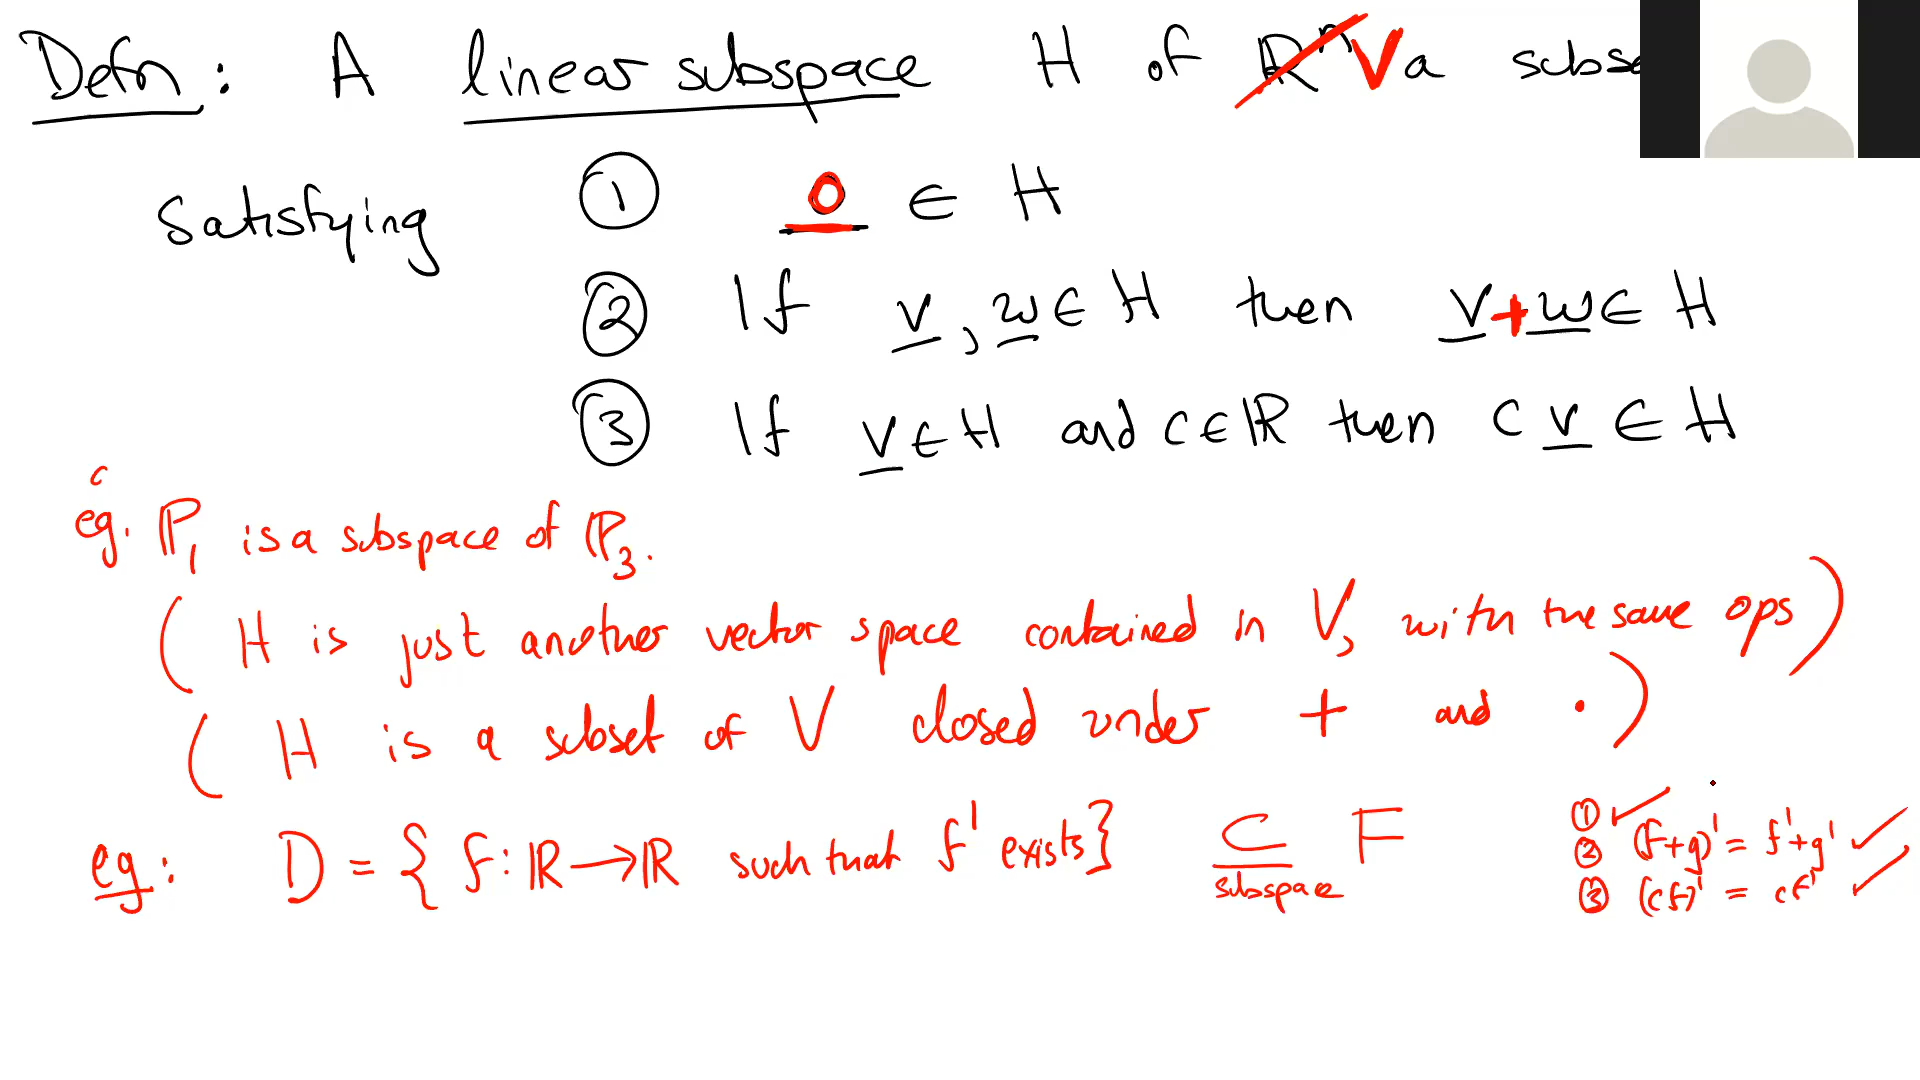 Defn: A linear subspace H of ℝⁿ V a
Satisfying ① 0 ∈ H
② If v, w ∈ H then v+w ∈ H
③ If v ∈ H and c ∈ ℝ then c v ∈ H
c
eg. ℙ₁ is a subspace of ℙ₃.
( H is just another vector space contained in V, with the same ops )
( H is a subset of V closed under + and · )
eg: D = { f: ℝ → ℝ such that f' exists } ⊂ F
subspace
① ✓
② (f+g)' = f'+g' ✓
③ (cf)' = cf' ✓